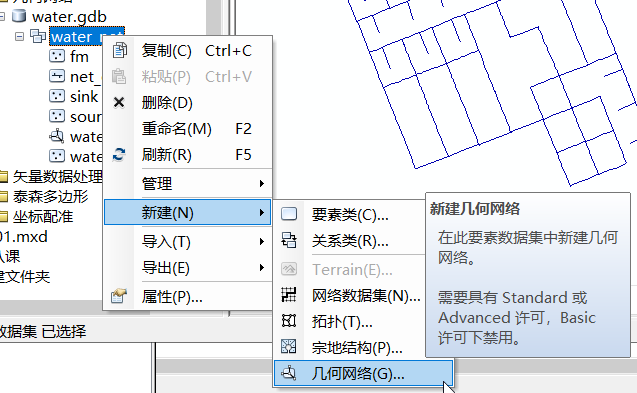 water.gdb
water_net
fm
net_
sink
sour
wate
wate
矢量数据处理
泰森多边形
坐标配准
01.mxd
课
建文件夹
数据集 已选择
复制(C) Ctrl+C
粘贴(P) Ctrl+V
删除(D)
重命名(M) F2
刷新(R) F5
管理
新建(N)
导入(T)
导出(E)
属性(P)...
要素类(C)...
关系类(R)...
Terrain(E)...
网络数据集(N)...
拓扑(T)...
宗地结构(P)...
几何网络(G)...
新建几何网络
在此要素数据集中新建几何
网络。
需要具有 Standard 或
Advanced 许可，Basic
许可下禁用。